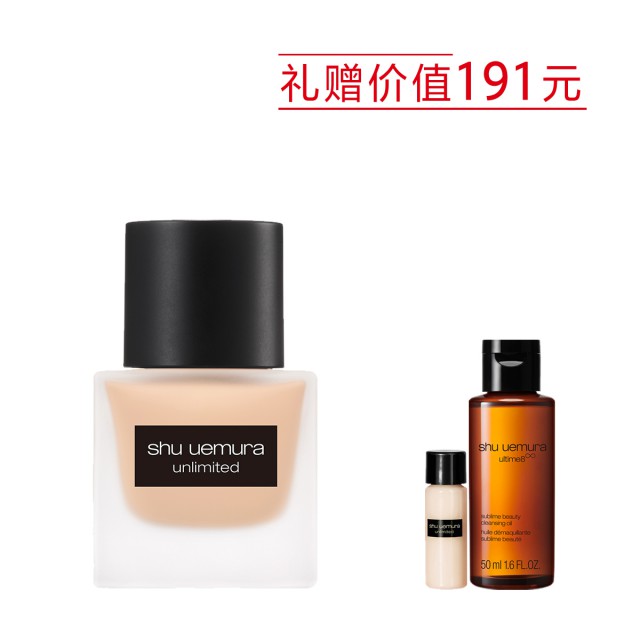 礼赠价值191元
shu uemura
unlimited
shu uemura
unlimited
shu uemura
ultime8∞
sublime beauty
cleansing oil
huile démaquillante
sublime beauté
50 ml 1.6 FL.OZ.